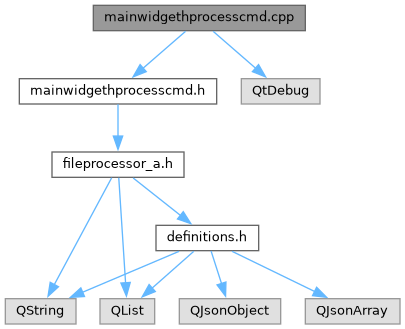 mainwidgethprocesscmd.cpp
mainwidgethprocesscmd.h
QtDebug
fileprocessor_a.h
definitions.h
QString
QList
QJsonObject
QJsonArray